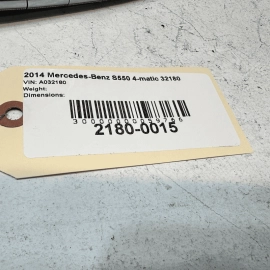 2014 Mercedes-Benz S550 4-matic 32180
VIN: A032180
Weight:
Dimensions:
2180-0015